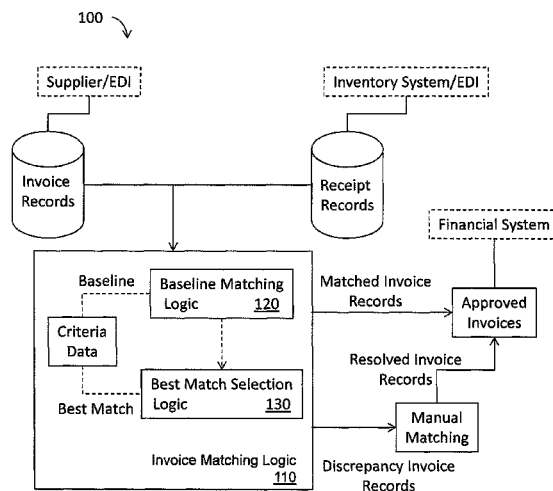 100
Supplier/EDI
Inventory System/EDI
Invoice
Records
Receipt
Records
Financial System
Baseline
Baseline Matching
Logic 120
Matched Invoice
Records
Approved
Invoices
Criteria
Data
Resolved Invoice
Records
Best Match
Best Match Selection
Logic 130
Manual
Matching
Invoice Matching Logic
110
Discrepancy Invoice
Records